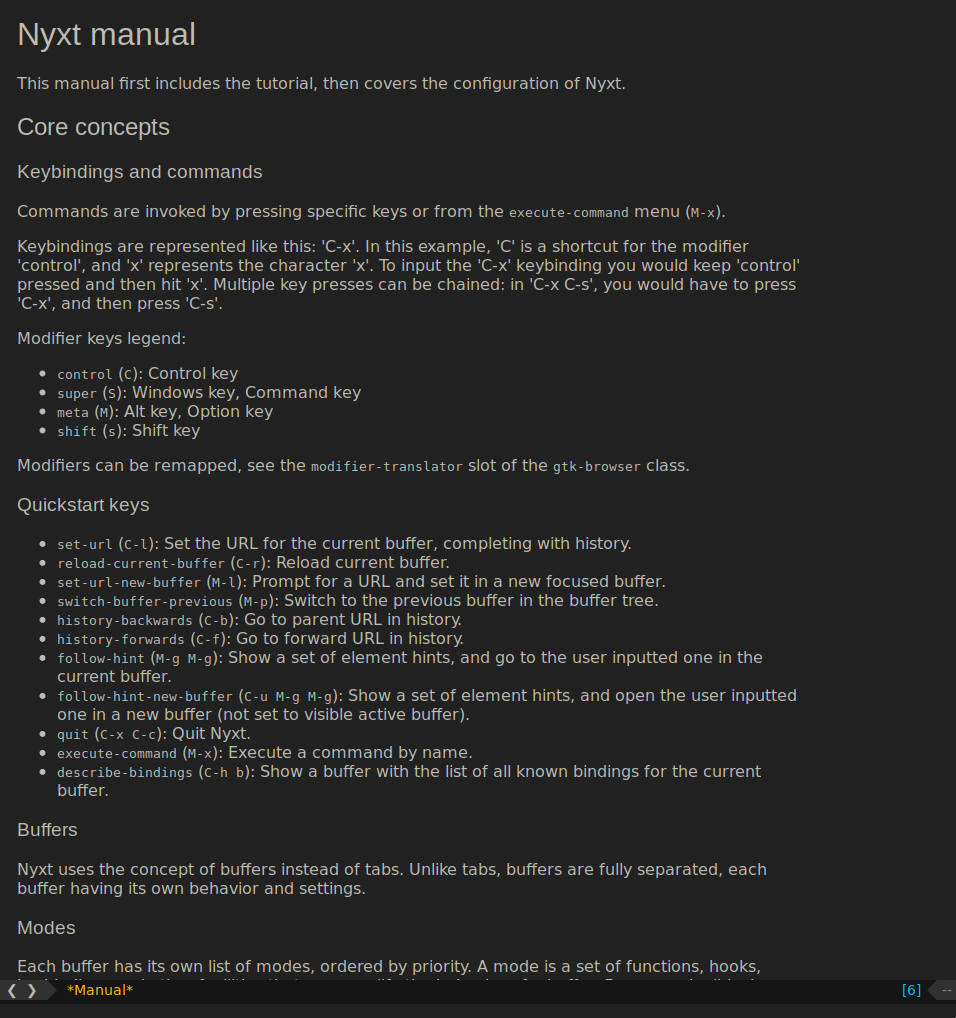 Nyxt manual
This manual first includes the tutorial, then covers the configuration of Nyxt.
Core concepts
Keybindings and commands
Commands are invoked by pressing specific keys or from the execute-command menu (M-x).
Keybindings are represented like this: 'C-x'. In this example, 'C' is a shortcut for the modifier
'control', and 'x' represents the character 'x'. To input the 'C-x' keybinding you would keep 'control'
pressed and then hit 'x'. Multiple key presses can be chained: in 'C-x C-s', you would have to press
'C-x', and then press 'C-s'.
Modifier keys legend:
• control (C): Control key
• super (S): Windows key, Command key
• meta (M): Alt key, Option key
• shift (s): Shift key
Modifiers can be remapped, see the modifier-translator slot of the gtk-browser class.
Quickstart keys
• set-url (C-l): Set the URL for the current buffer, completing with history.
• reload-current-buffer (C-r): Reload current buffer.
• set-url-new-buffer (M-l): Prompt for a URL and set it in a new focused buffer.
• switch-buffer-previous (M-p): Switch to the previous buffer in the buffer tree.
• history-backwards (C-b): Go to parent URL in history.
• history-forwards (C-f): Go to forward URL in history.
• follow-hint (M-g M-g): Show a set of element hints, and go to the user inputted one in the
current buffer.
• follow-hint-new-buffer (C-u M-g M-g): Show a set of element hints, and open the user inputted
one in a new buffer (not set to visible active buffer).
• quit (C-x C-c): Quit Nyxt.
• execute-command (M-x): Execute a command by name.
• describe-bindings (C-h b): Show a buffer with the list of all known bindings for the current
buffer.
Buffers
Nyxt uses the concept of buffers instead of tabs. Unlike tabs, buffers are fully separated, each
buffer having its own behavior and settings.
Modes
Each buffer has its own list of modes, ordered by priority. A mode is a set of functions, hooks,
❮ ❯ *Manual* [6] --